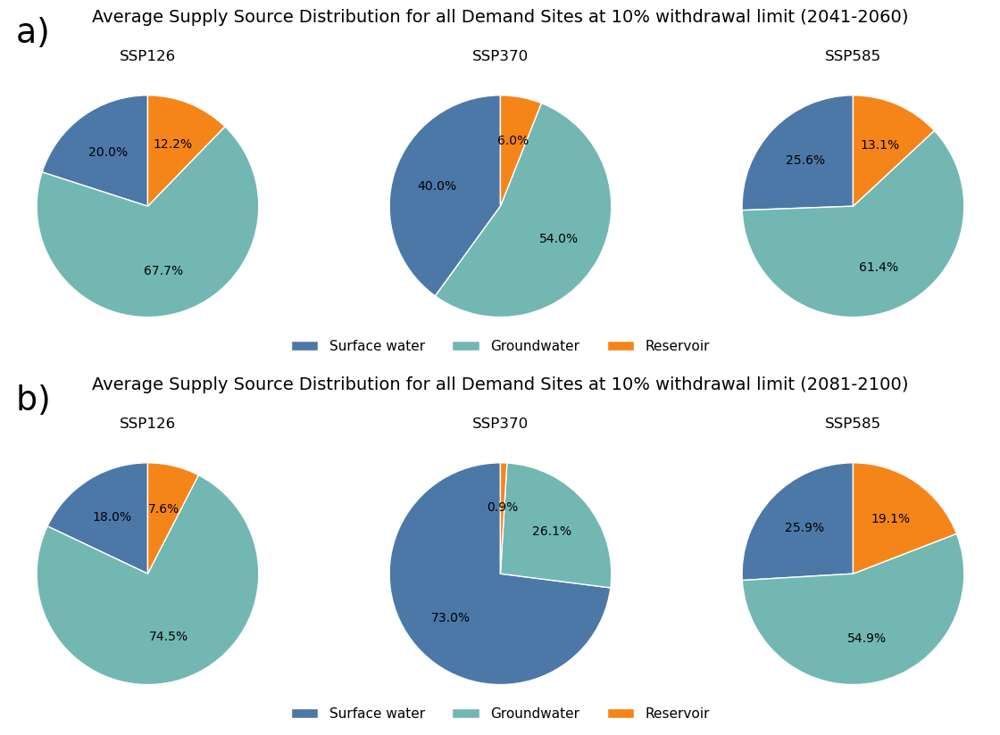 a)
Average Supply Source Distribution for all Demand Sites at 10% withdrawal limit (2041-2060)
SSP126
SSP370
SSP585
20.0%
12.2%
67.7%
40.0%
6.0%
54.0%
25.6%
13.1%
61.4%
Surface water
Groundwater
Reservoir
b)
Average Supply Source Distribution for all Demand Sites at 10% withdrawal limit (2081-2100)
SSP126
SSP370
SSP585
18.0%
7.6%
74.5%
0.9%
26.1%
73.0%
25.9%
19.1%
54.9%
Surface water
Groundwater
Reservoir